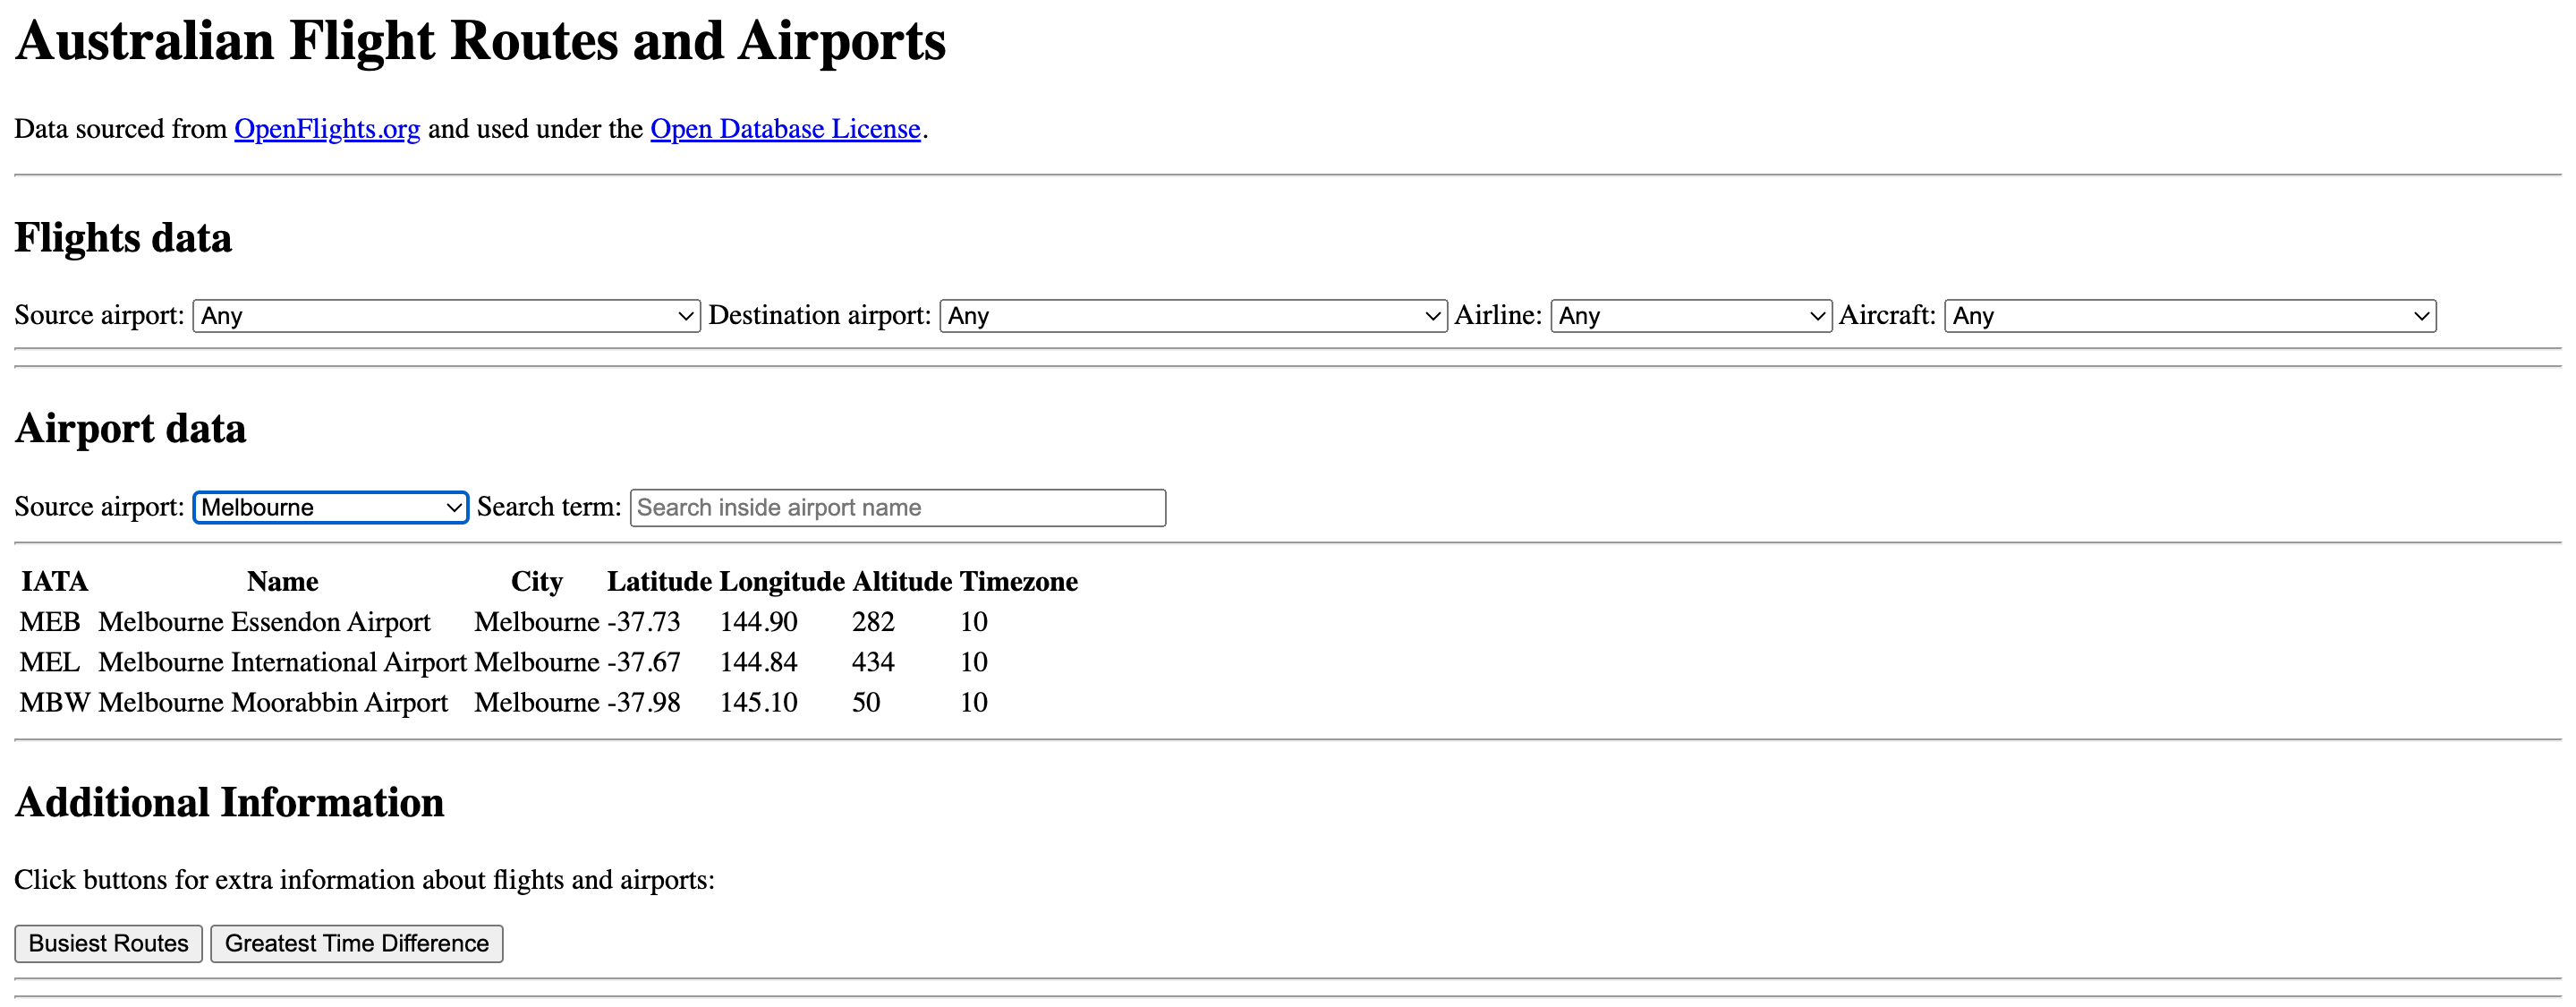 Australian Flight Routes and Airports
Data sourced from OpenFlights.org and used under the Open Database License.
Flights data
Source airport: Any Destination airport: Any Airline: Any Aircraft: Any
Airport data
Source airport: Melbourne Search term: Search inside airport name
IATA Name City Latitude Longitude Altitude Timezone
MEB Melbourne Essendon Airport Melbourne -37.73 144.90 282 10
MEL Melbourne International Airport Melbourne -37.67 144.84 434 10
MBW Melbourne Moorabbin Airport Melbourne -37.98 145.10 50 10
Additional Information
Click buttons for extra information about flights and airports:
Busiest Routes Greatest Time Difference